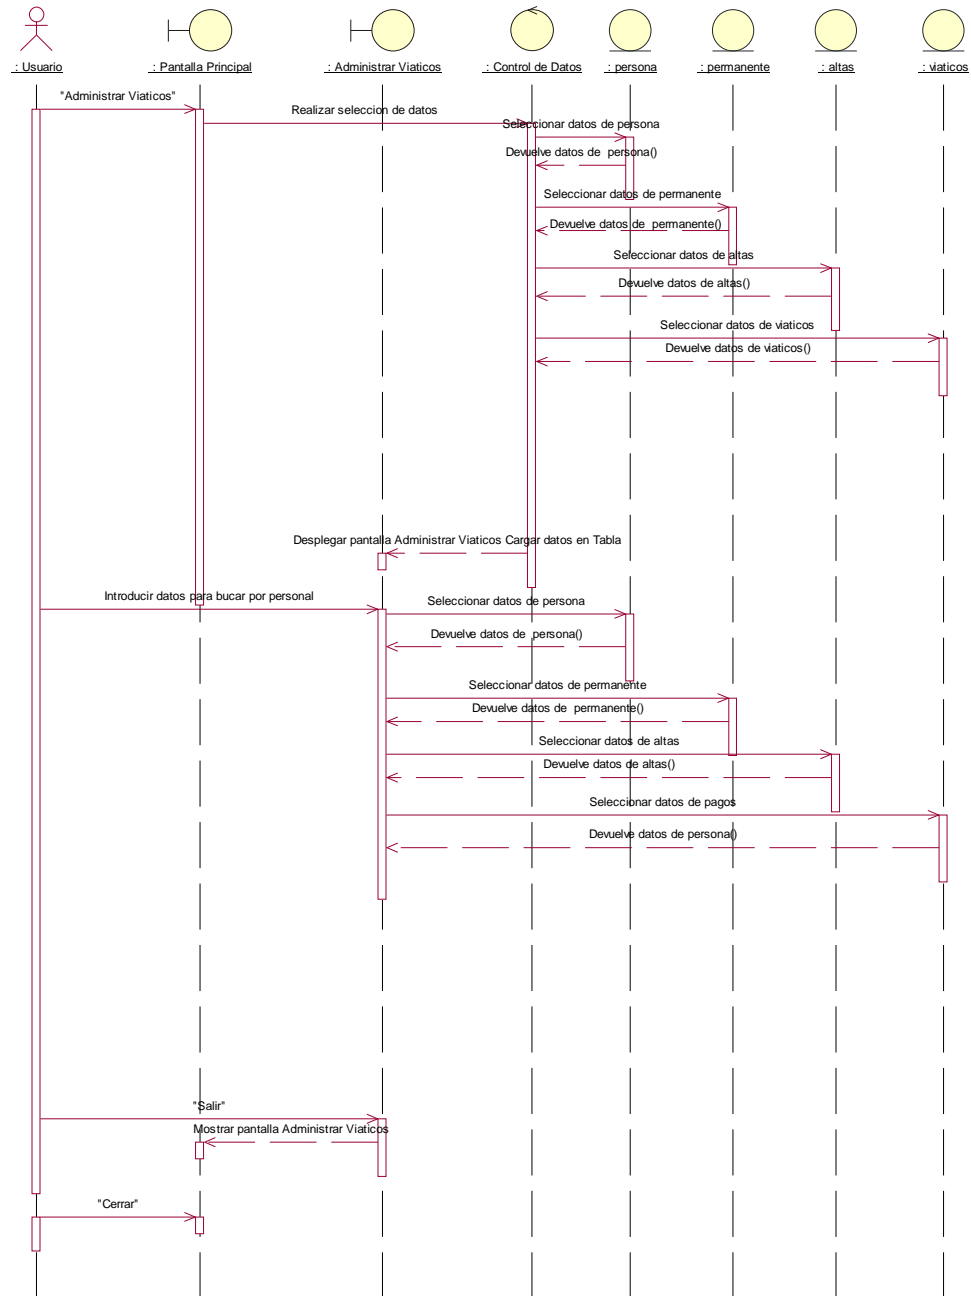 : Usuario
: Pantalla Principal
: Administrar Viaticos
: Control de Datos
: persona
: permanente
: altas
: viaticos
"Administrar Viaticos"
Realizar seleccion de datos
Seleccionar datos de persona
Devuelve datos de persona()
Seleccionar datos de permanente
Devuelve datos de permanente()
Seleccionar datos de altas
Devuelve datos de altas()
Seleccionar datos de viaticos
Devuelve datos de viaticos()
Desplegar pantalla Administrar Viaticos Cargar datos en Tabla
Introducir datos para bucar por personal
Seleccionar datos de persona
Devuelve datos de persona()
Seleccionar datos de permanente
Devuelve datos de permanente()
Seleccionar datos de altas
Devuelve datos de altas()
Seleccionar datos de pagos
Devuelve datos de persona()
"Salir"
Mostrar pantalla Administrar Viaticos
"Cerrar"